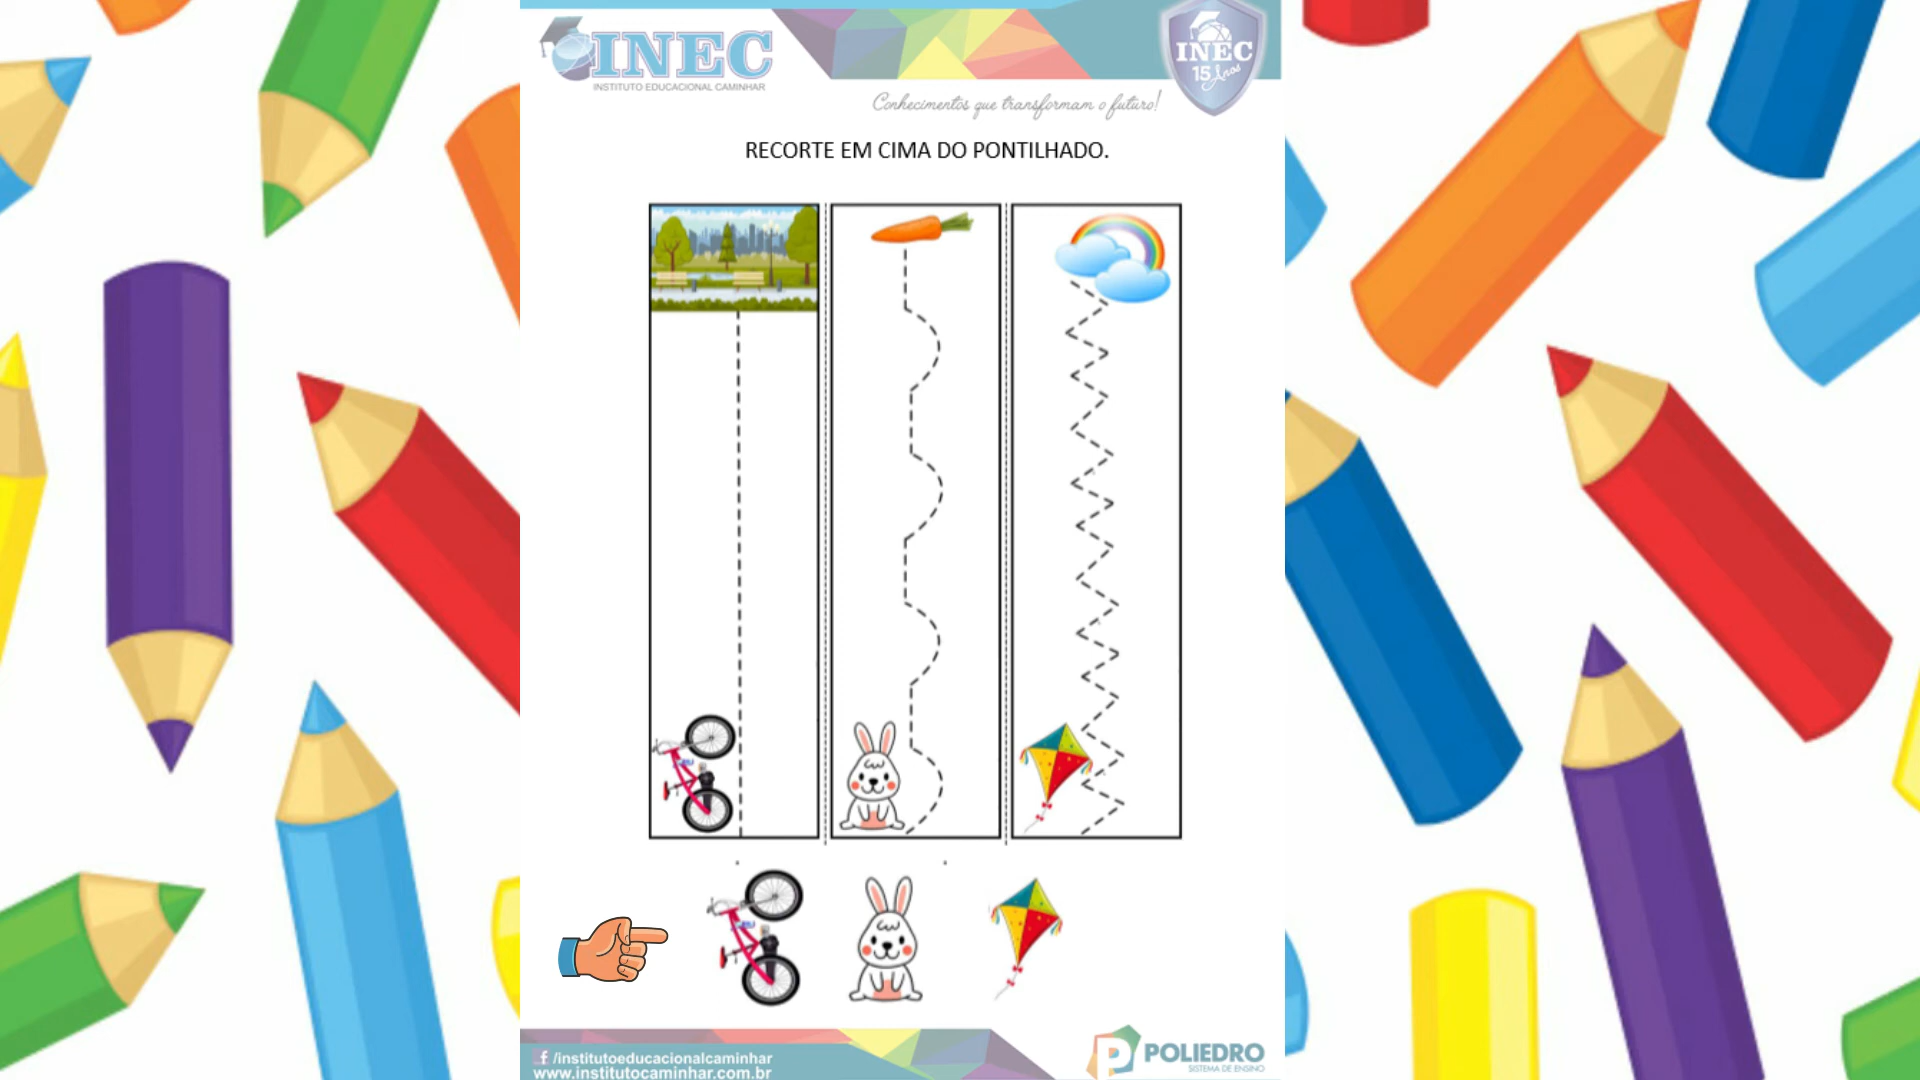 INEC
INSTITUTO EDUCACIONAL CAMINHAR
INEC
15 Anos
Conhecimentos que transformam o futuro!
RECORTE EM CIMA DO PONTILHADO.
f /institutoeducacionalcaminhar
www.institutocaminhar.com.br
P POLIEDRO
SISTEMA DE ENSINO